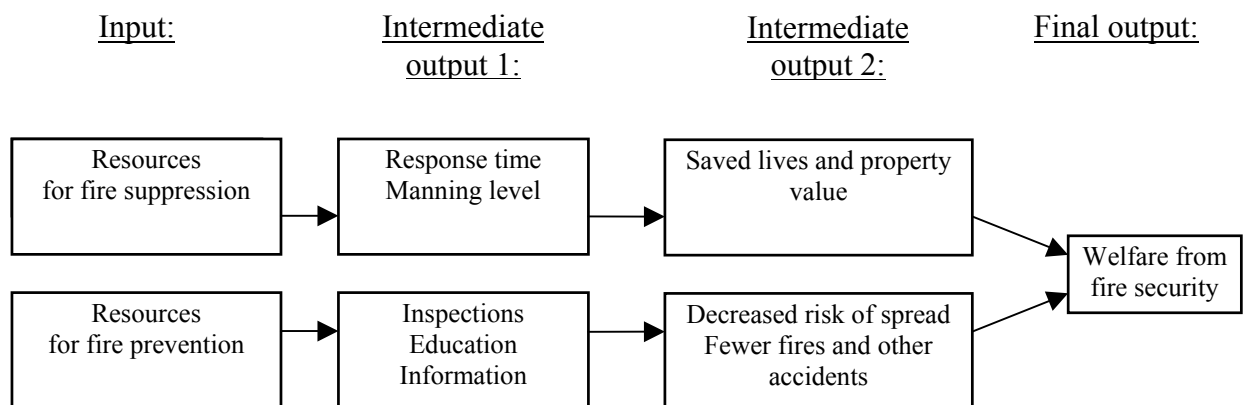 Input:
Intermediate
output 1:
Intermediate
output 2:
Final output:
Resources
for fire suppression
Response time
Manning level
Saved lives and property
value
Welfare from
fire security
Resources
for fire prevention
Inspections
Education
Information
Decreased risk of spread
Fewer fires and other
accidents